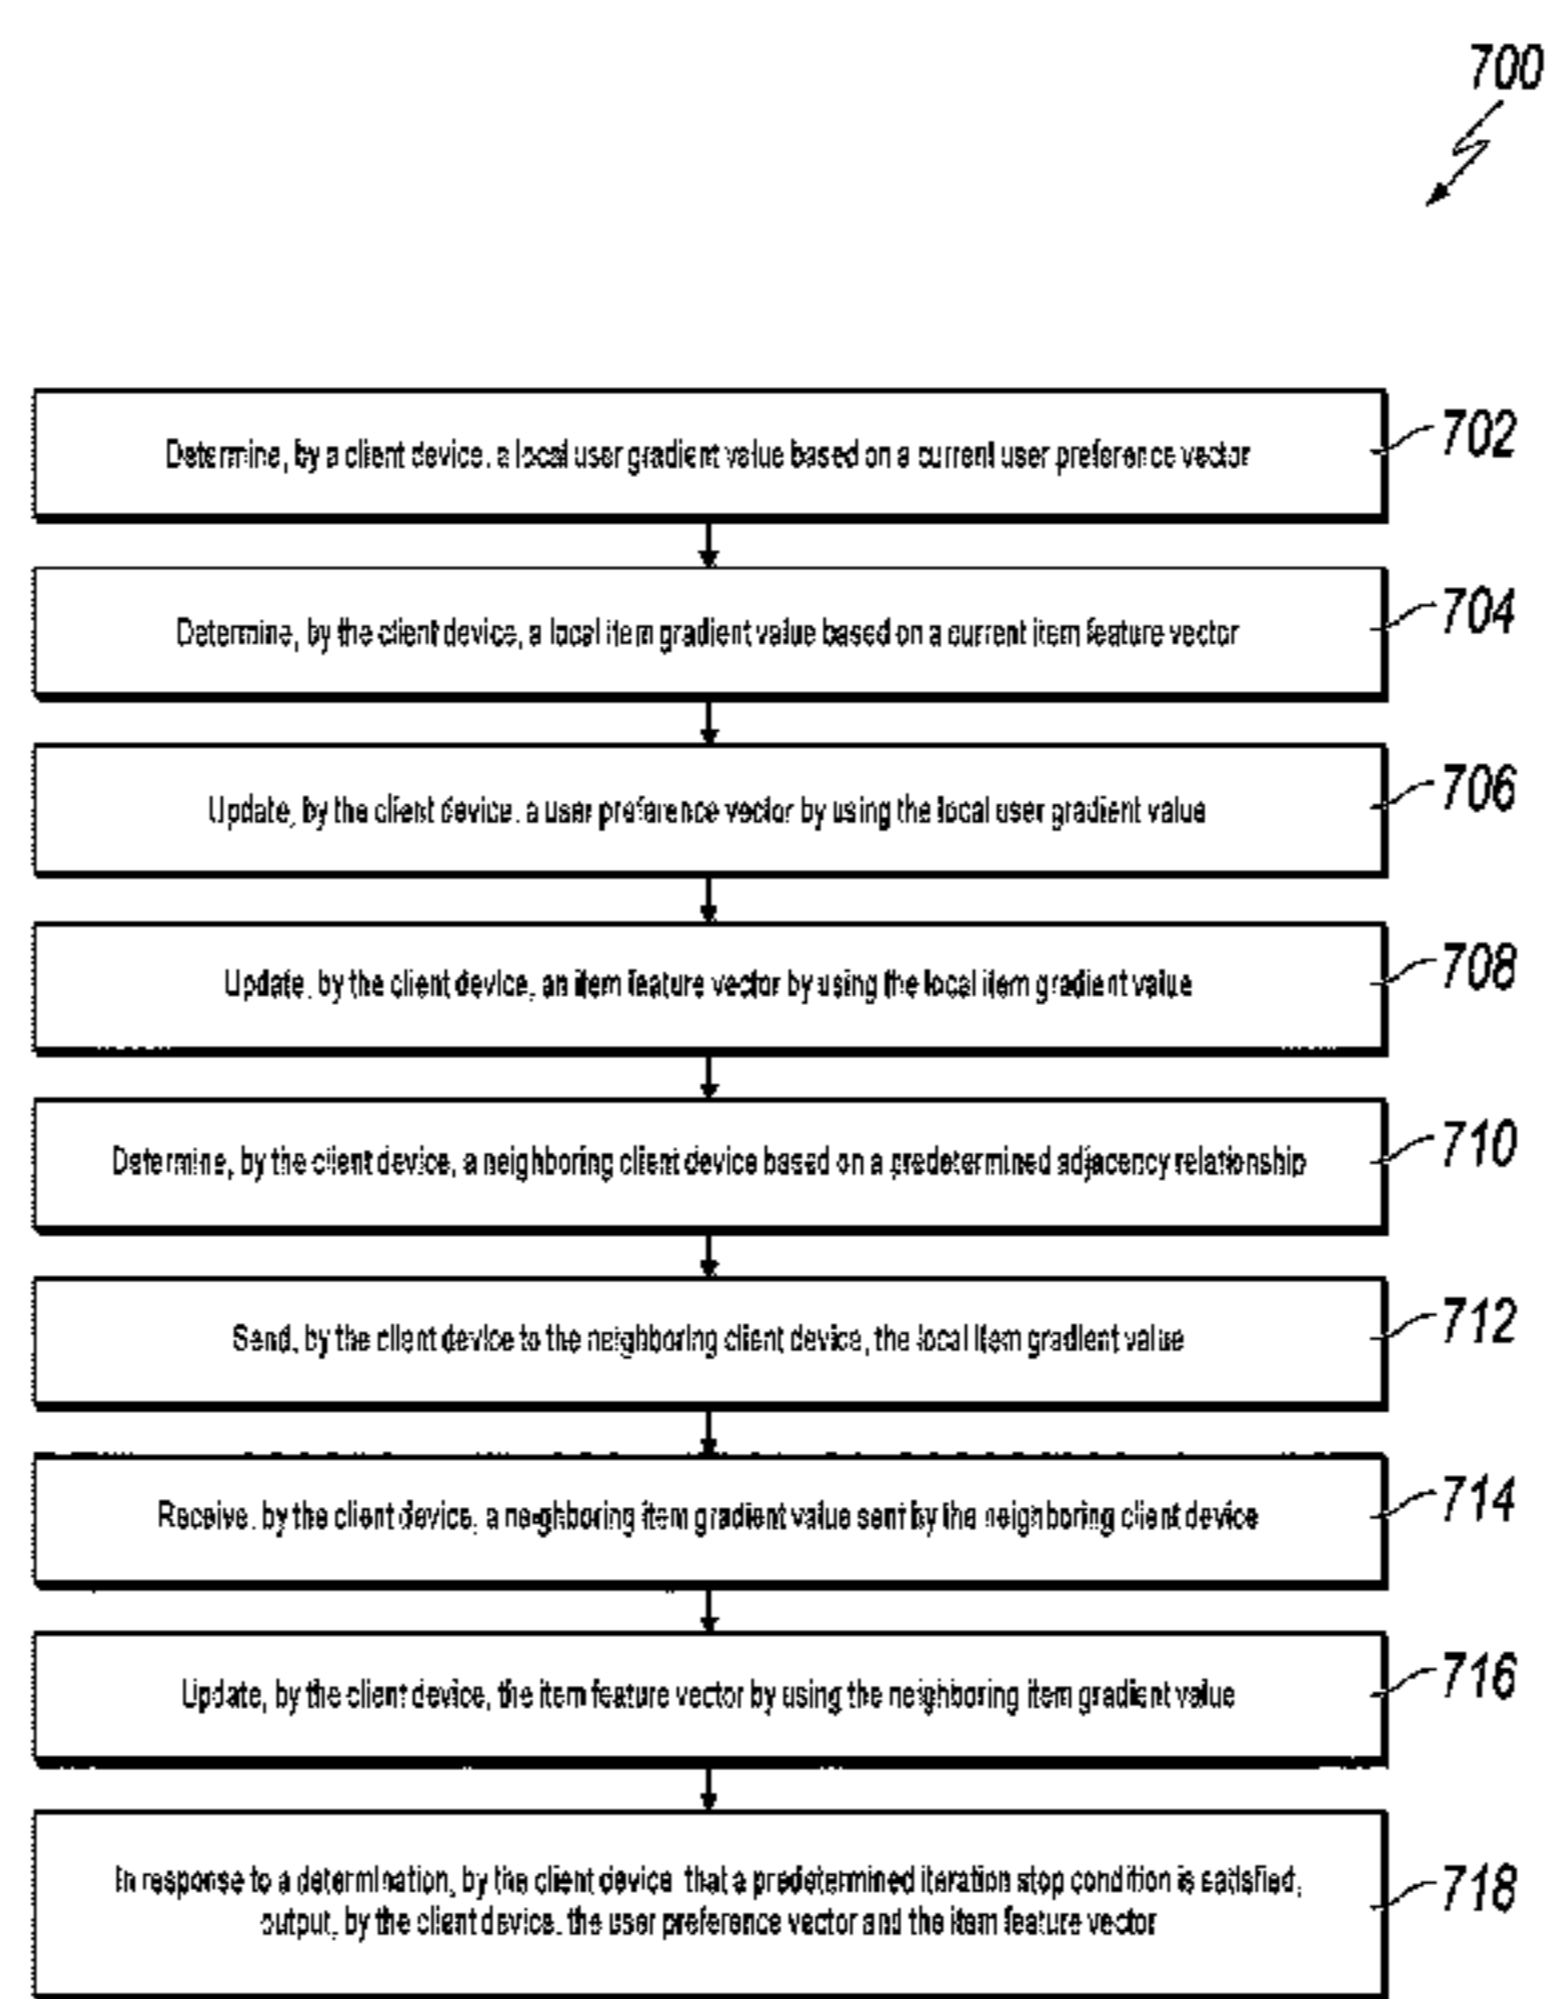 700
Determine, by a client device, a local user gradient value based on a current user preference vector
702
Determine, by the client device, a local item gradient value based on a current item feature vector
704
Update, by the client device, a user preference vector by using the local user gradient value
706
Update, by the client device, an item feature vector by using the local item gradient value
708
Determine, by the client device, a neighboring client device based on a predetermined adjacency relationship
710
Send, by the client device to the neighboring client device, the local item gradient value
712
Receive, by the client device, a neighboring item gradient value sent by the neighboring client device
714
Update, by the client device, the item feature vector by using the neighboring item gradient value
716
In response to a determination, by the client device, that a predetermined iteration stop condition is satisfied,
output, by the client device, the user preference vector and the item feature vector
718